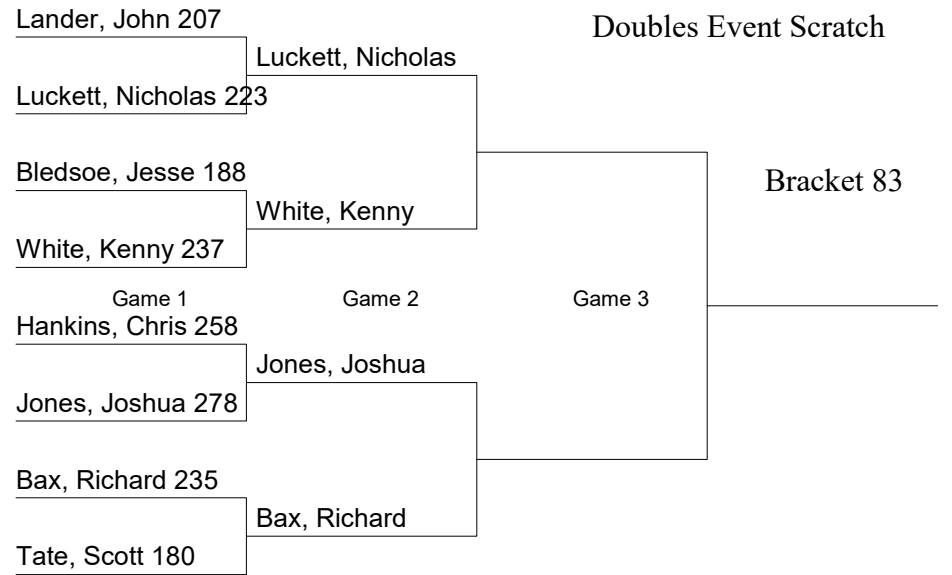 Lander, John 207
Doubles Event Scratch
Luckett, Nicholas
Luckett, Nicholas 223
Bledsoe, Jesse 188
Bracket 83
White, Kenny
White, Kenny 237
Game 1
Game 2
Game 3
Hankins, Chris 258
Jones, Joshua
Jones, Joshua 278
Bax, Richard 235
Bax, Richard
Tate, Scott 180